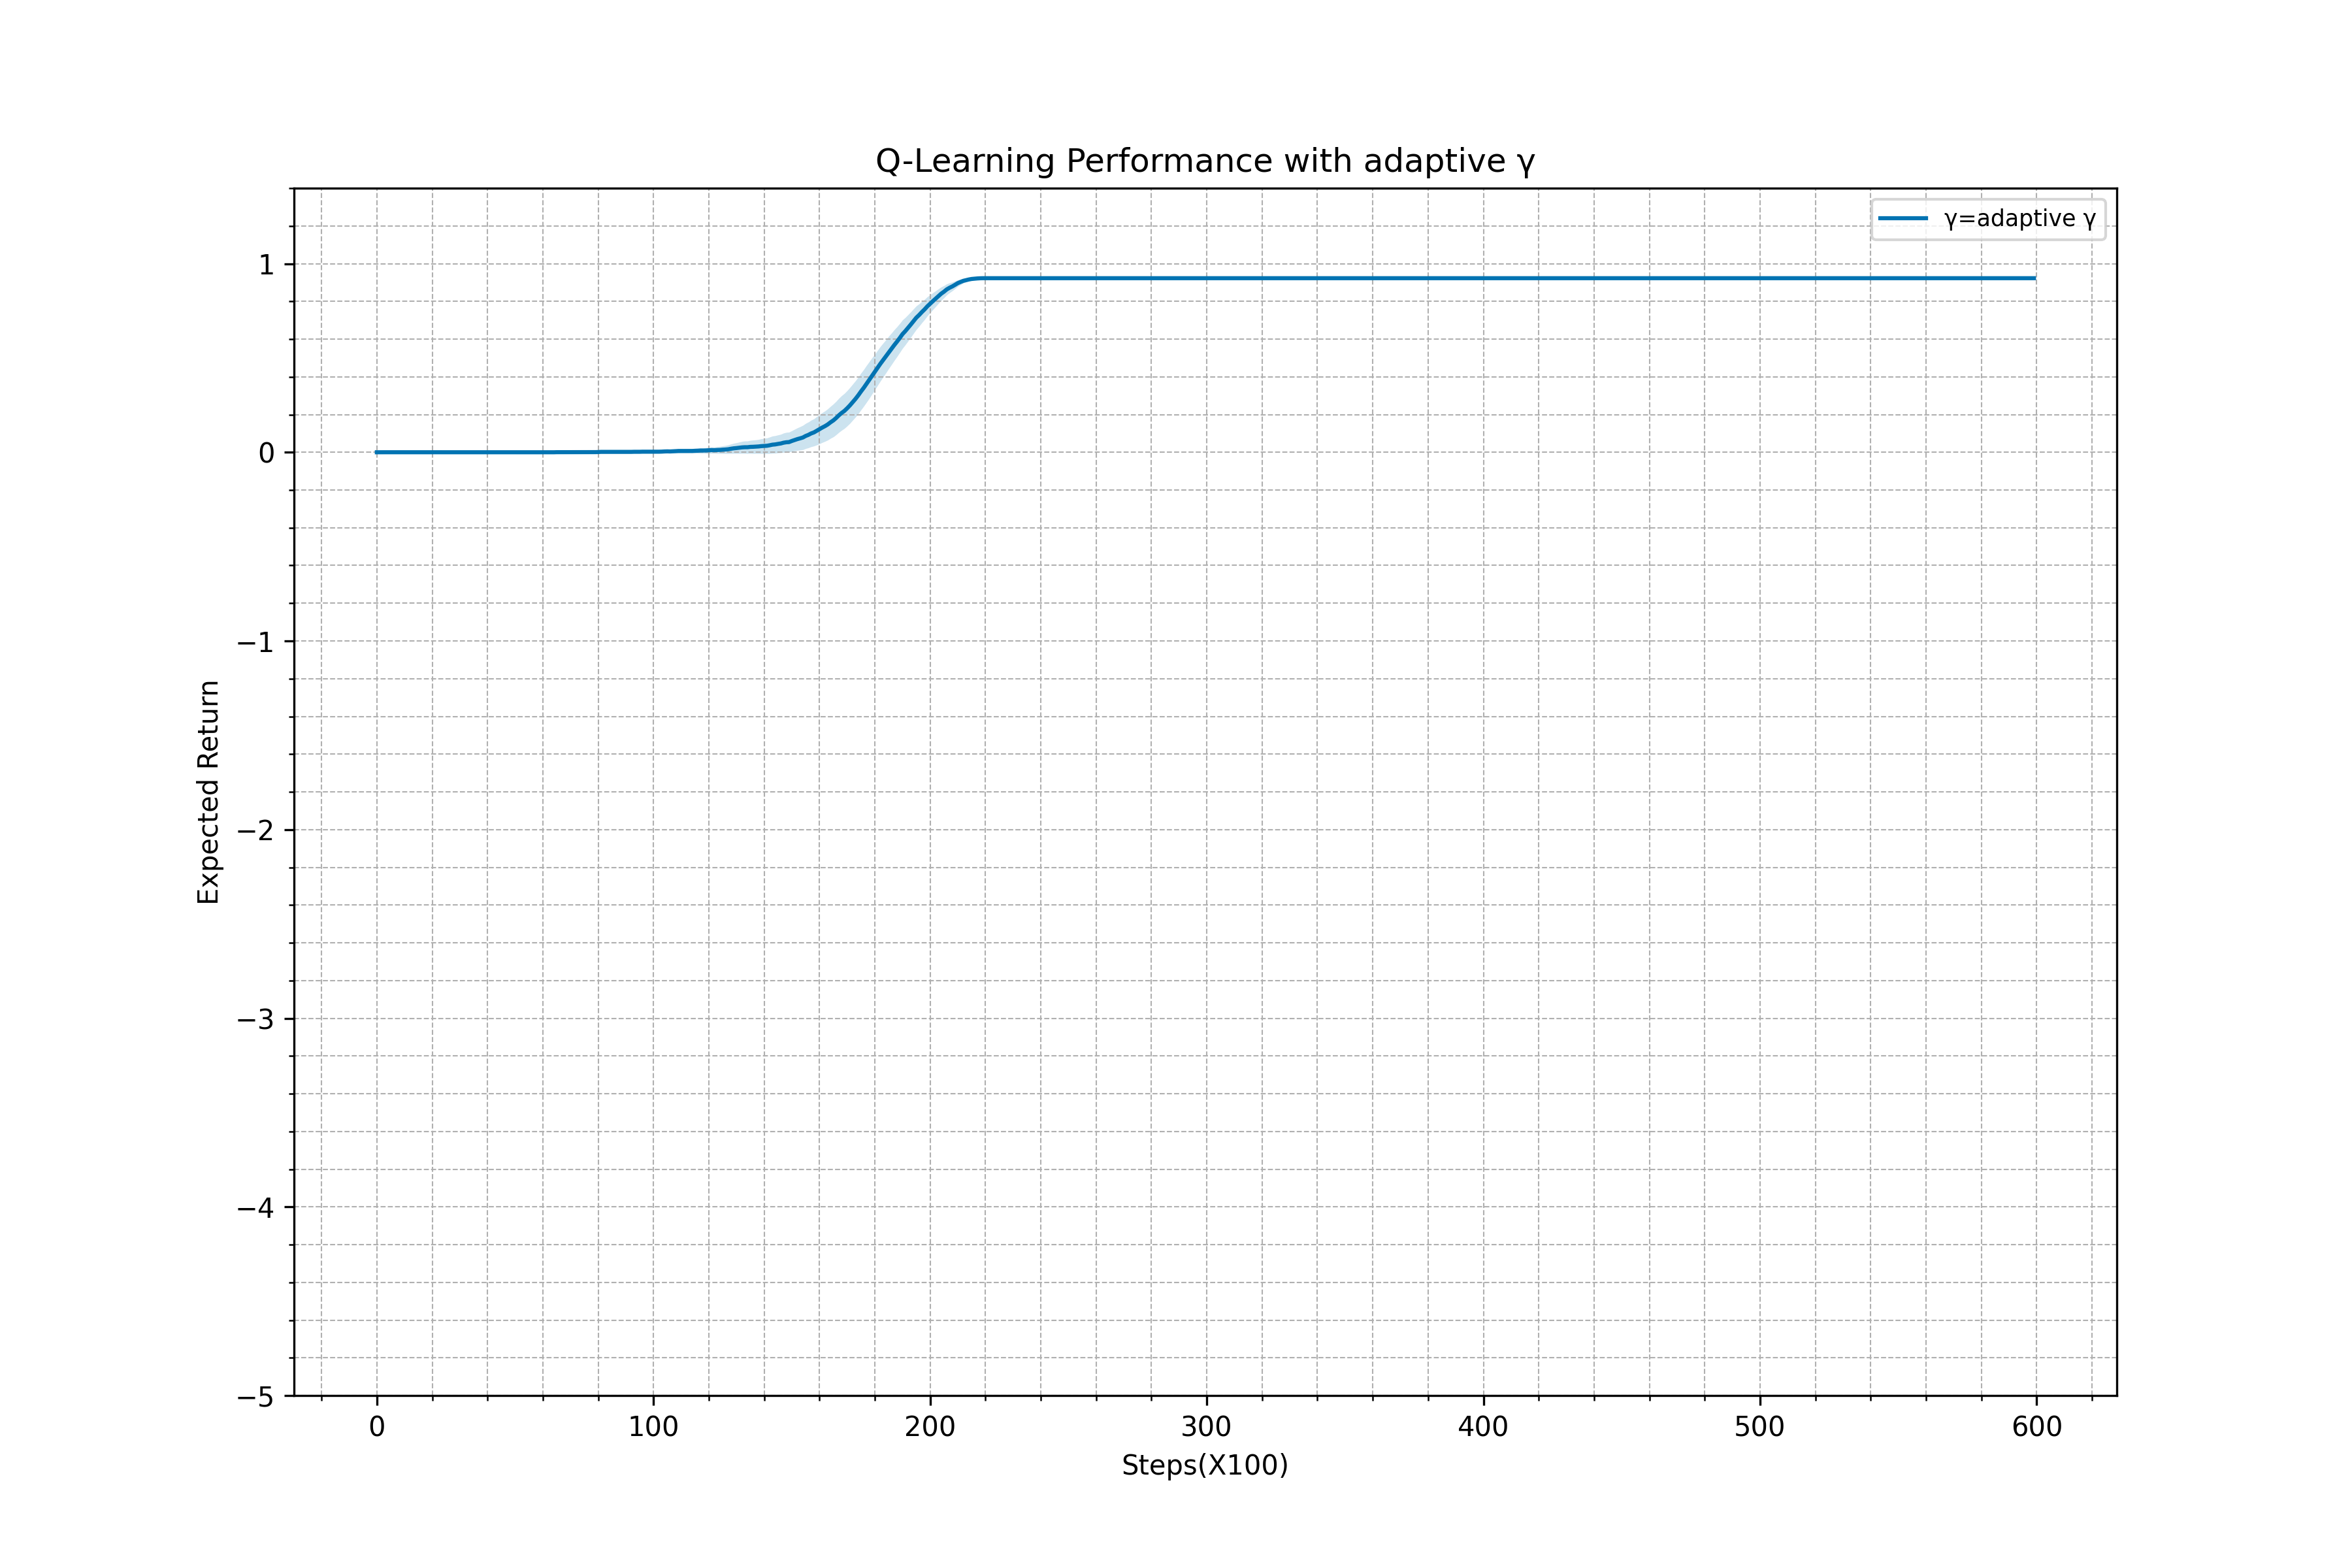 Q-Learning Performance with adaptive γ
γ=adaptive γ
1
0
−1
−2
−3
−4
−5
Expected Return
0 100 200 300 400 500 600
Steps(X100)